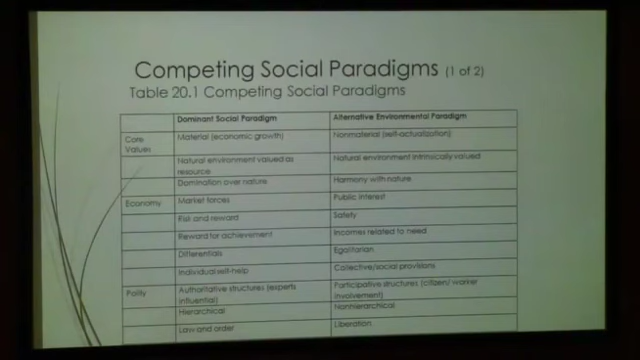 Competing Social Paradigms (1 of 2)
Table 20.1 Competing Social Paradigms
Dominant Social Paradigm Alternative Environmental Paradigm
Core Values Material (economic growth) Nonmaterial (self-actualization)
Natural environment valued as resource Natural environment intrinsically valued
Domination over nature Harmony with nature
Economy Market forces Public interest
Risk and reward Safety
Reward for achievement Incomes related to need
Differentials Egalitarian
Individual self-help Collective/social provisions
Polity Authoritative structures (experts influential) Participative structures (citizen/ worker involvement)
Hierarchical Nonhierarchical
Law and order Liberation